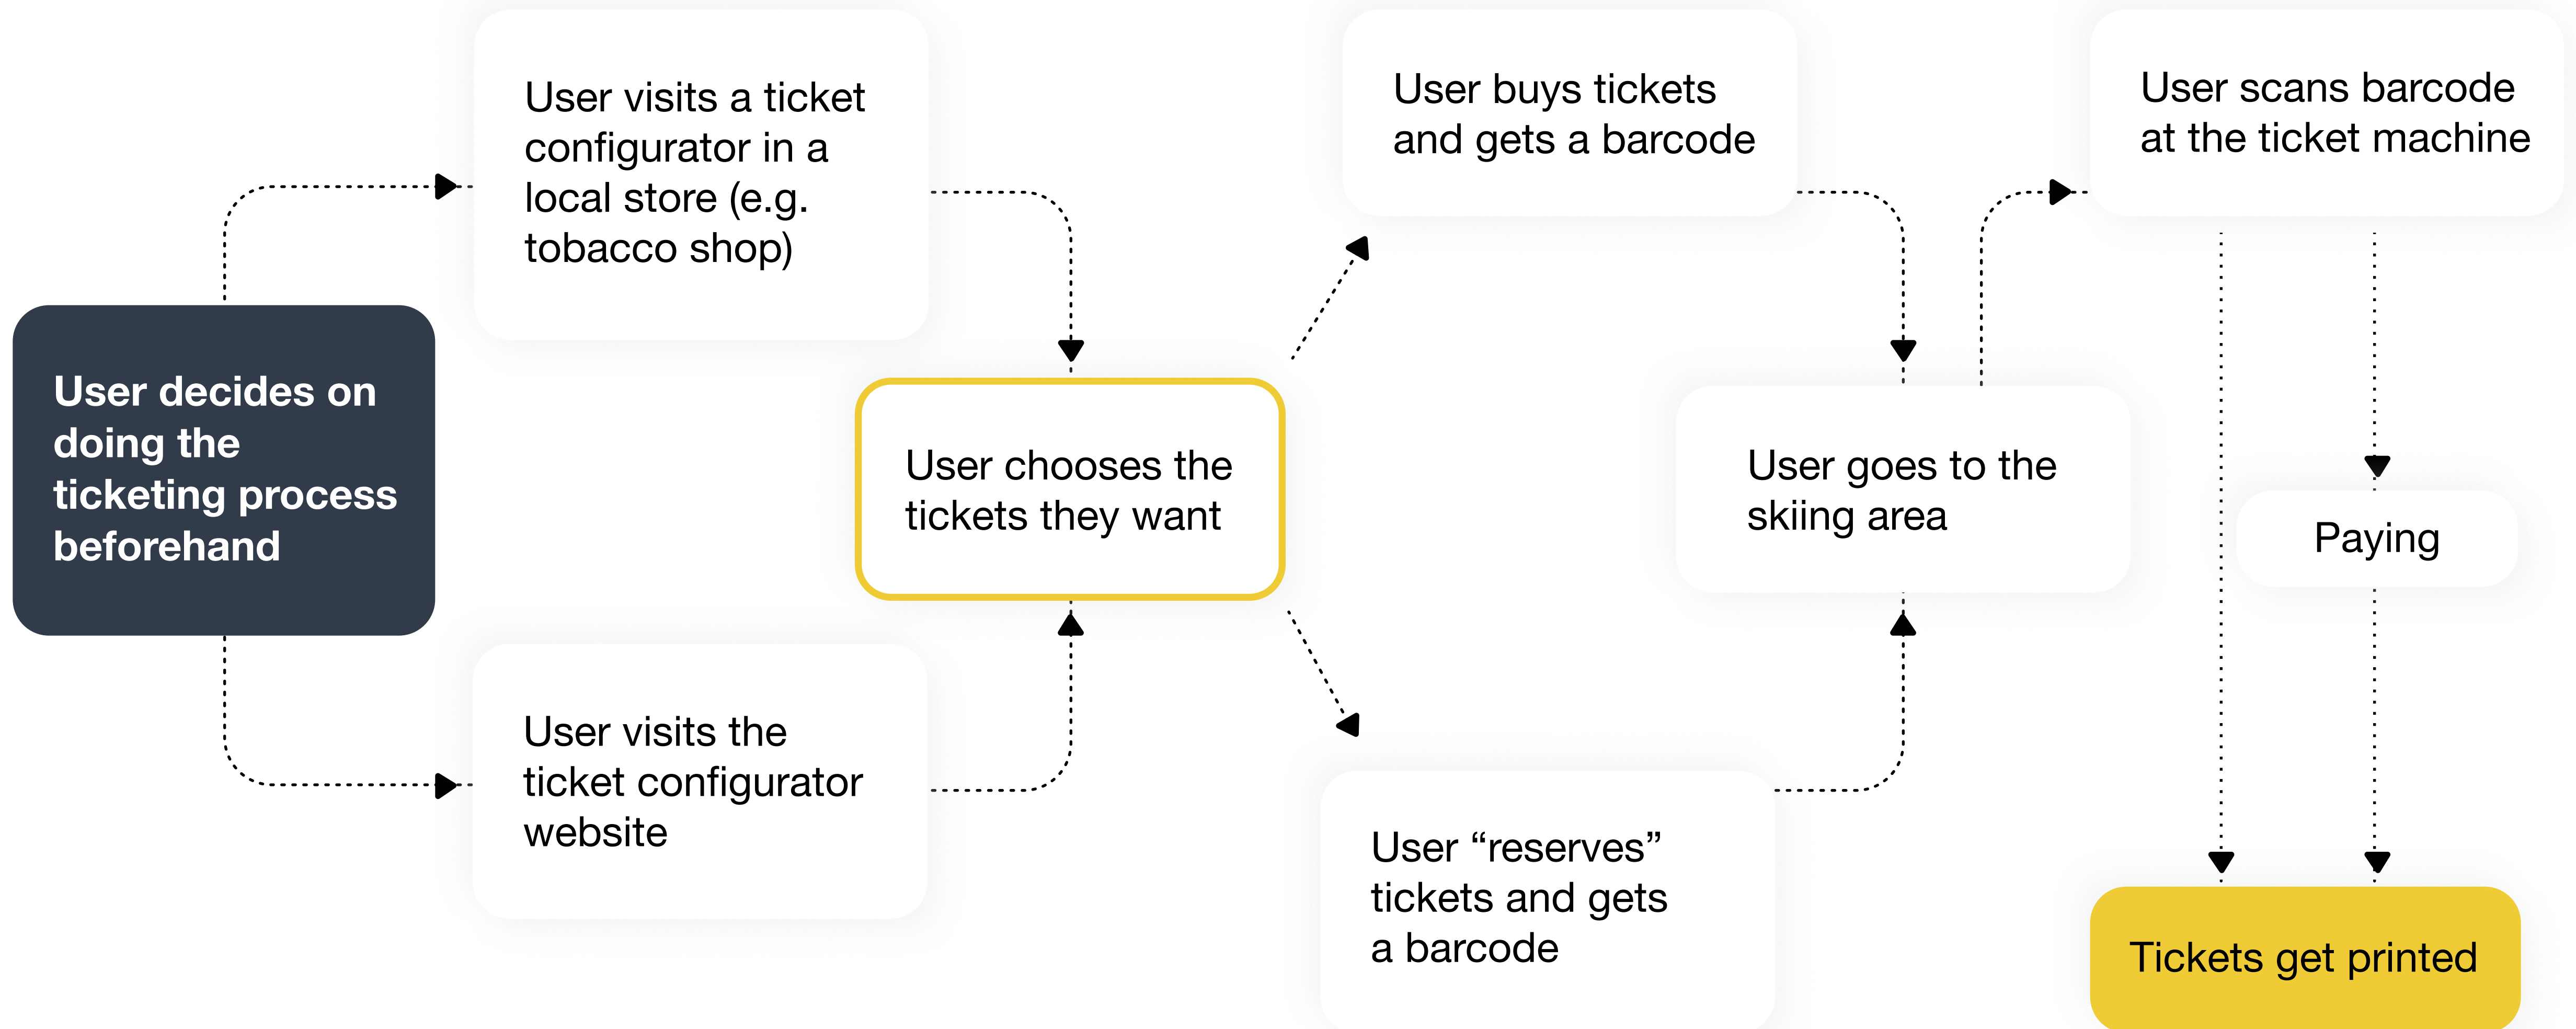 User decides on
doing the
ticketing process
beforehand
User visits a ticket
configurator in a
local store (e.g.
tobacco shop)
User visits the
ticket configurator
website
User chooses the
tickets they want
User buys tickets
and gets a barcode
User “reserves”
tickets and gets
a barcode
User goes to the
skiing area
User scans barcode
at the ticket machine
Paying
Tickets get printed